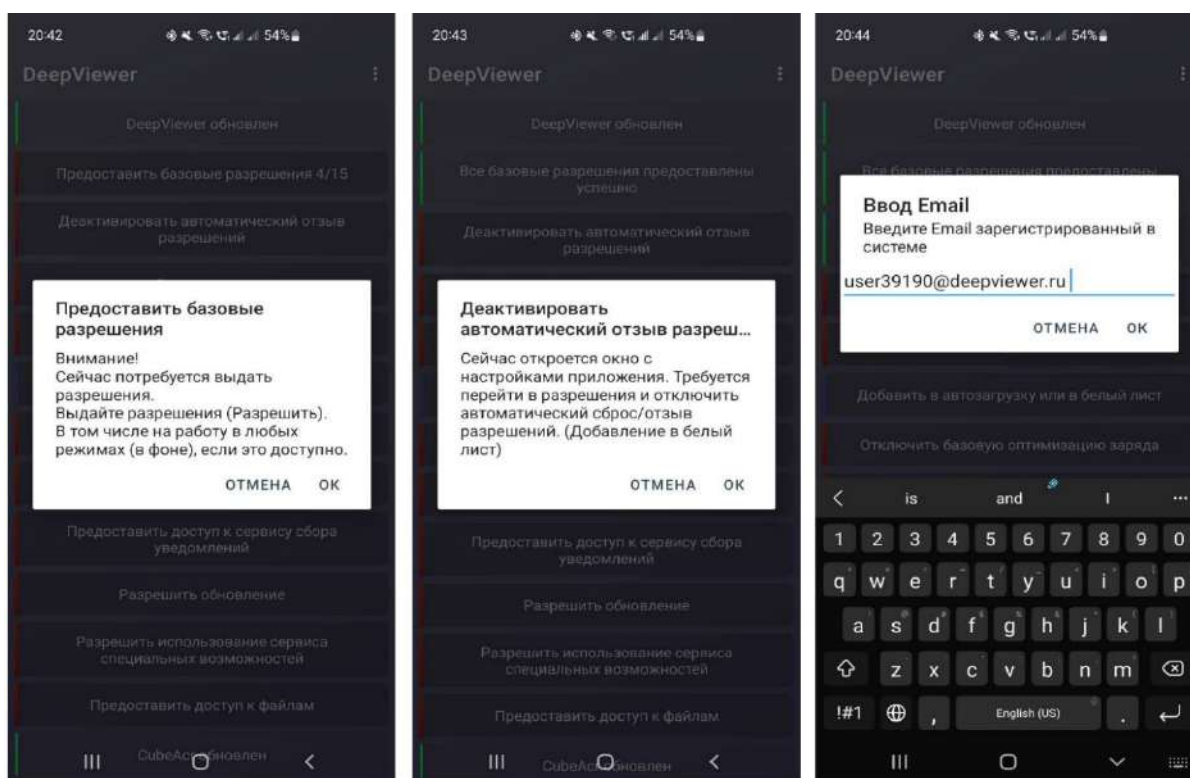 20:42
54%
DeepViewer
DeepViewer обновлен
Предоставить базовые разрешения 4/15
Деактивировать автоматический отзыв
разрешений
Предоставить базовые
разрешения
Внимание!
Сейчас потребуется выдать
разрешения.
Выдайте разрешения (Разрешить).
В том числе на работу в любых
режимах (в фоне), если это доступно.
ОТМЕНА OK
Предоставить доступ к сервису сбора
уведомлений
Разрешить обновление
Разрешить использование сервиса
специальных возможностей
Предоставить доступ к файлам
20:43
54%
DeepViewer
DeepViewer обновлен
Все базовые разрешения предоставлены
успешно
Деактивировать автоматический отзыв
разрешений
Деактивировать
автоматический отзыв разреш...
Сейчас откроется окно с
настройками приложения. Требуется
перейти в разрешения и отключить
автоматический сброс/отзыв
разрешений. (Добавление в белый
лист)
ОТМЕНА OK
Предоставить доступ к сервису сбора
уведомлений
Разрешить обновление
Разрешить использование сервиса
специальных возможностей
Предоставить доступ к файлам
20:44
54%
DeepViewer
DeepViewer обновлен
Все базовые разрешения предоставлены
Ввод Email
Введите Email зарегистрированный в
системе
user39190@deepviewer.ru
ОТМЕНА OK
Добавить в автозагрузку или в белый лист
Отключить базовую оптимизацию заряда
is and I
1 2 3 4 5 6 7 8 9 0
q w e r t y u i o p
a s d f g h j k l
z x c v b n m
!#1 , English (US) .